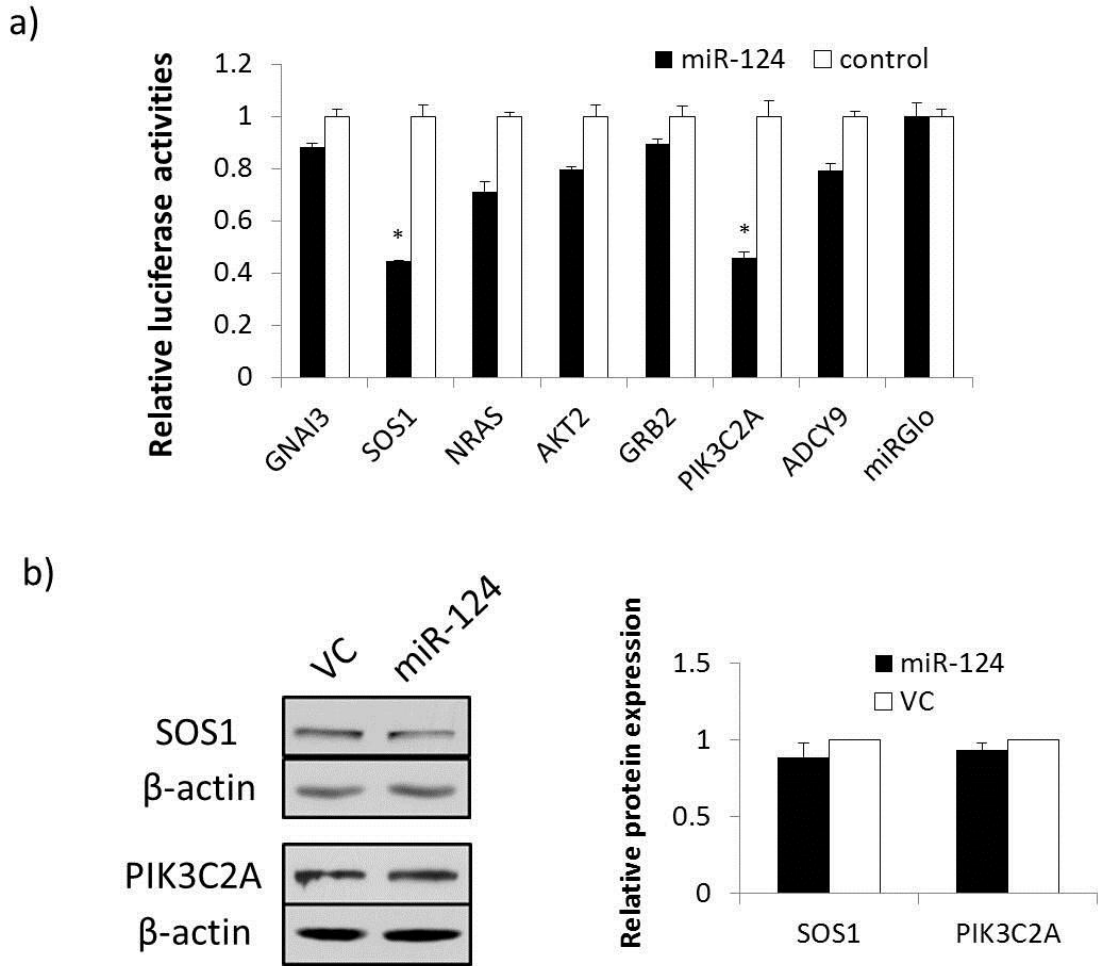 a)
Relative luciferase activities
miR-124 control
1.2
1
0.8
0.6
0.4
0.2
0
*
*
GNAI3 SOS1 NRAS AKT2 GRB2 PIK3C2A ADCY9 miRGlo
b)
VC miR-124
SOS1
β-actin
PIK3C2A
β-actin
Relative protein expression
miR-124
VC
1.5
1
0.5
0
SOS1 PIK3C2A